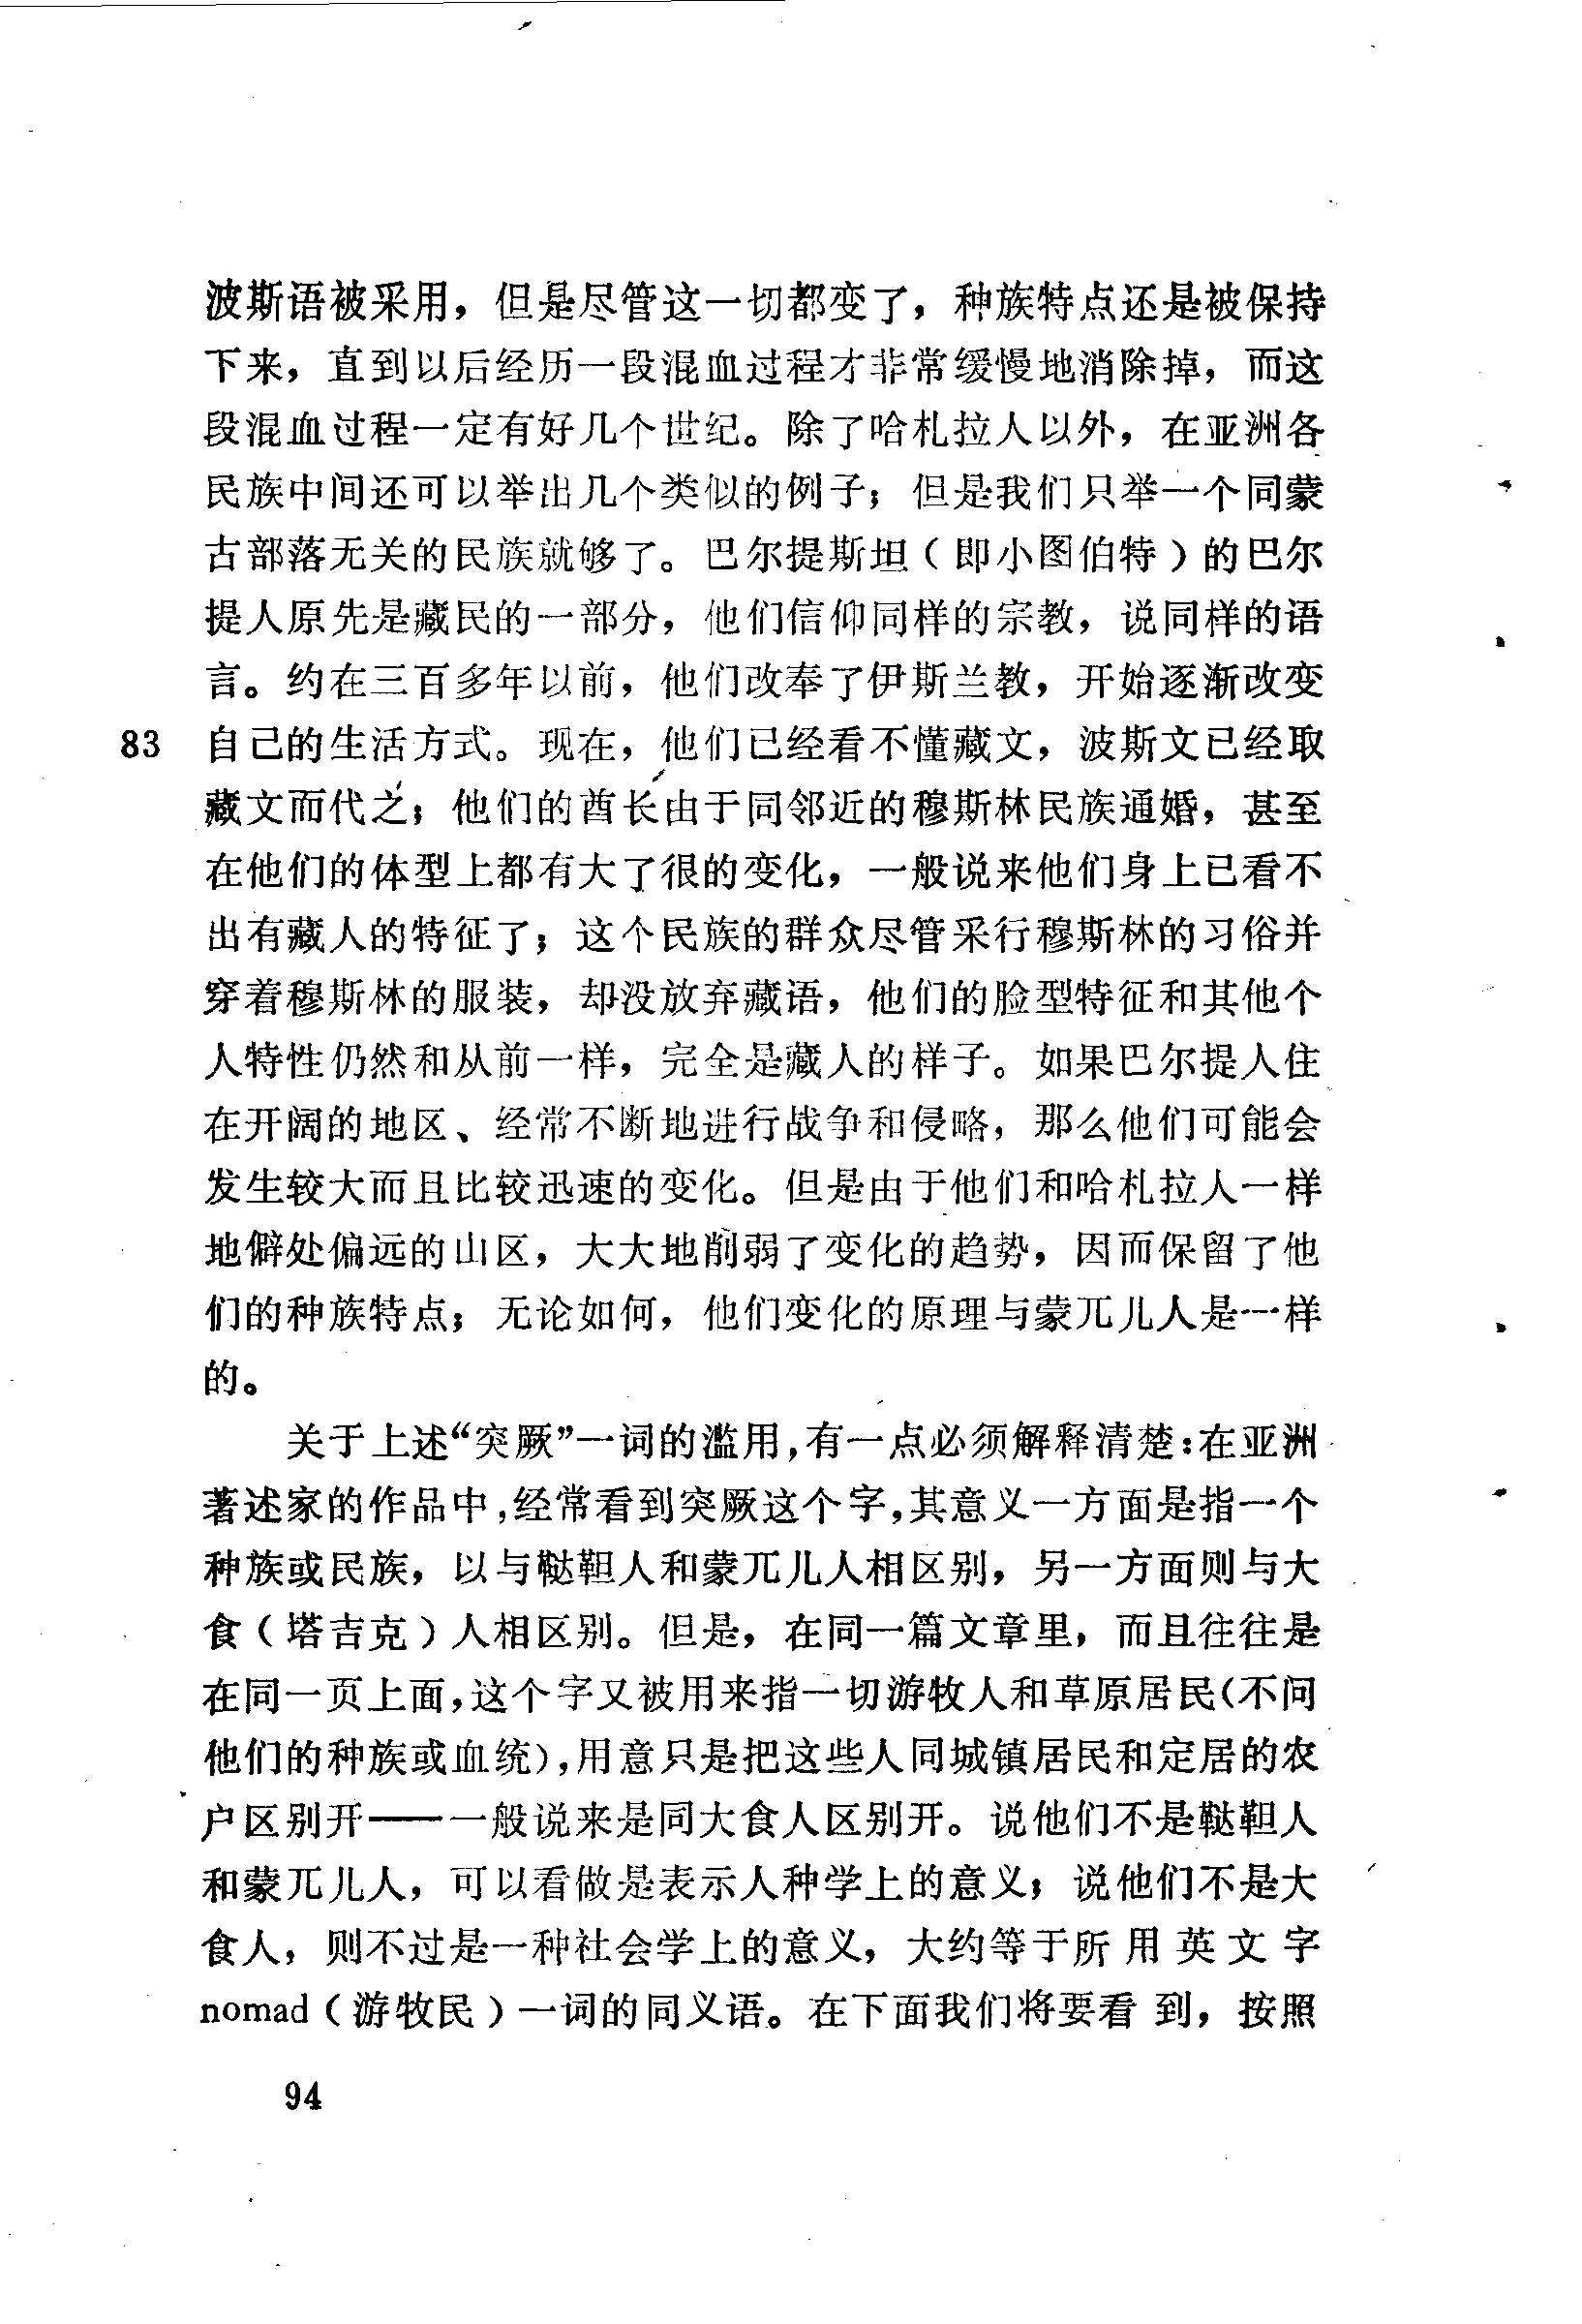 波斯语被采用，但是尽管这一切都变了，种族特点还是被保持
下来，直到以后经历一段混血过程才非常缓慢地消除掉，而这
段混血过程一定有好几个世纪。除了哈札拉人以外，在亚洲各
民族中间还可以举出几个类似的例子；但是我们只举一个同蒙
古部落无关的民族就够了。巴尔提斯坦（即小图伯特）的巴尔
提人原先是藏民的一部分，他们信仰同样的宗教，说同样的语
言。约在三百多年以前，他们改奉了伊斯兰教，开始逐渐改变
83 自己的生活方式。现在，他们已经看不懂藏文，波斯文已经取
藏文而代之；他们的酋长由于同邻近的穆斯林民族通婚，甚至
在他们的体型上都有大了很的变化，一般说来他们身上已看不
出有藏人的特征了；这个民族的群众尽管采行穆斯林的习俗并
穿着穆斯林的服装，却没放弃藏语，他们的脸型特征和其他个
人特性仍然和从前一样，完全是藏人的样子。如果巴尔提人住
在开阔的地区、经常不断地进行战争和侵略，那么他们可能会
发生较大而且比较迅速的变化。但是由于他们和哈札拉人一样
地僻处偏远的山区，大大地削弱了变化的趋势，因而保留了他
们的种族特点；无论如何，他们变化的原理与蒙兀儿人是一样
的。
关于上述“突厥”一词的滥用，有一点必须解释清楚：在亚洲
著述家的作品中，经常看到突厥这个字，其意义一方面是指一个
种族或民族，以与鞑靼人和蒙兀儿人相区别，另一方面则与大
食（塔吉克）人相区别。但是，在同一篇文章里，而且往往是
在同一页上面，这个字又被用来指一切游牧人和草原居民（不问
他们的种族或血统），用意只是把这些人同城镇居民和定居的农
户区别开——一般说来是同大食人区别开。说他们不是鞑靼人
和蒙兀儿人，可以看做是表示人种学上的意义；说他们不是大
食人，则不过是一种社会学上的意义，大约等于所用英文字
nomad（游牧民）一词的同义语。在下面我们将要看到，按照
94